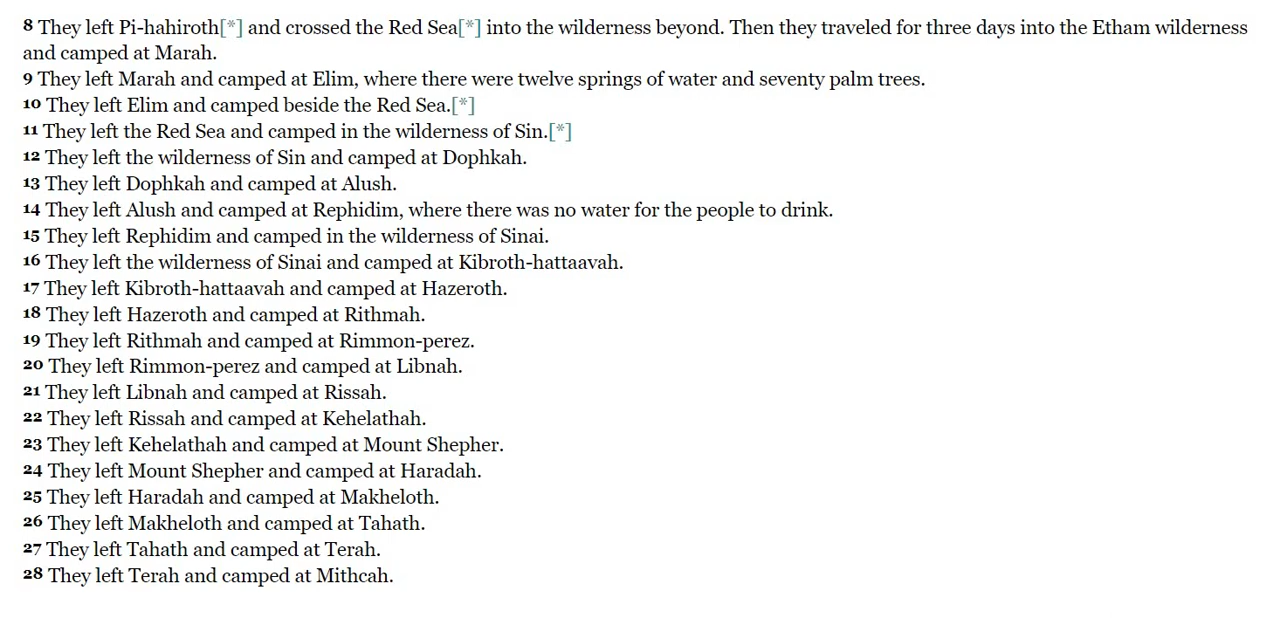 8 They left Pi-hahiroth[*] and crossed the Red Sea[*] into the wilderness beyond. Then they traveled for three days into the Etham wilderness
and camped at Marah.
9 They left Marah and camped at Elim, where there were twelve springs of water and seventy palm trees.
10 They left Elim and camped beside the Red Sea.[*]
11 They left the Red Sea and camped in the wilderness of Sin.[*]
12 They left the wilderness of Sin and camped at Dophkah.
13 They left Dophkah and camped at Alush.
14 They left Alush and camped at Rephidim, where there was no water for the people to drink.
15 They left Rephidim and camped in the wilderness of Sinai.
16 They left the wilderness of Sinai and camped at Kibroth-hattaavah.
17 They left Kibroth-hattaavah and camped at Hazeroth.
18 They left Hazeroth and camped at Rithmah.
19 They left Rithmah and camped at Rimmon-perez.
20 They left Rimmon-perez and camped at Libnah.
21 They left Libnah and camped at Rissah.
22 They left Rissah and camped at Kehelathah.
23 They left Kehelathah and camped at Mount Shepher.
24 They left Mount Shepher and camped at Haradah.
25 They left Haradah and camped at Makheloth.
26 They left Makheloth and camped at Tahath.
27 They left Tahath and camped at Terah.
28 They left Terah and camped at Mithcah.